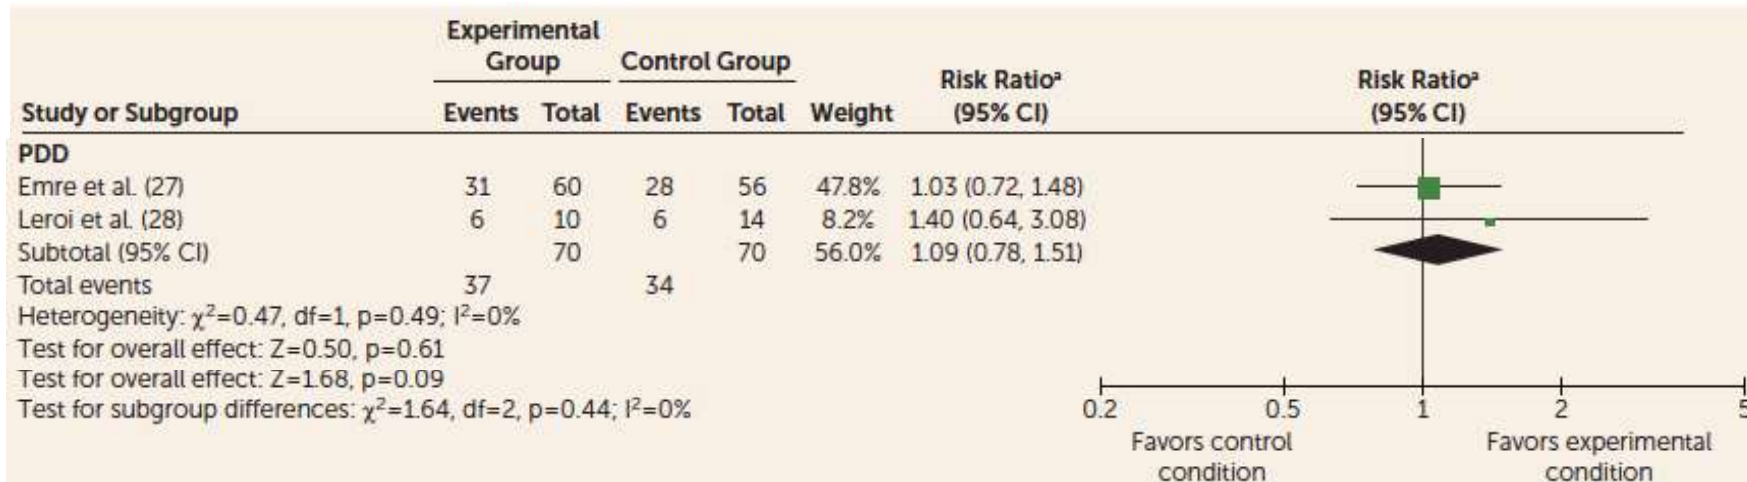 Experimental
Group Control Group
Risk Ratioᵃ Risk Ratioᵃ
Study or Subgroup Events Total Events Total Weight (95% CI) (95% CI)
PDD
Emre et al. (27) 31 60 28 56 47.8% 1.03 (0.72, 1.48)
Leroi et al. (28) 6 10 6 14 8.2% 1.40 (0.64, 3.08)
Subtotal (95% CI) 70 70 56.0% 1.09 (0.78, 1.51)
Total events 37 34
Heterogeneity: χ²=0.47, df=1, p=0.49; I²=0%
Test for overall effect: Z=0.50, p=0.61
Test for overall effect: Z=1.68, p=0.09
Test for subgroup differences: χ²=1.64, df=2, p=0.44; I²=0%
0.2 0.5 1 2 5
Favors control Favors experimental
condition condition